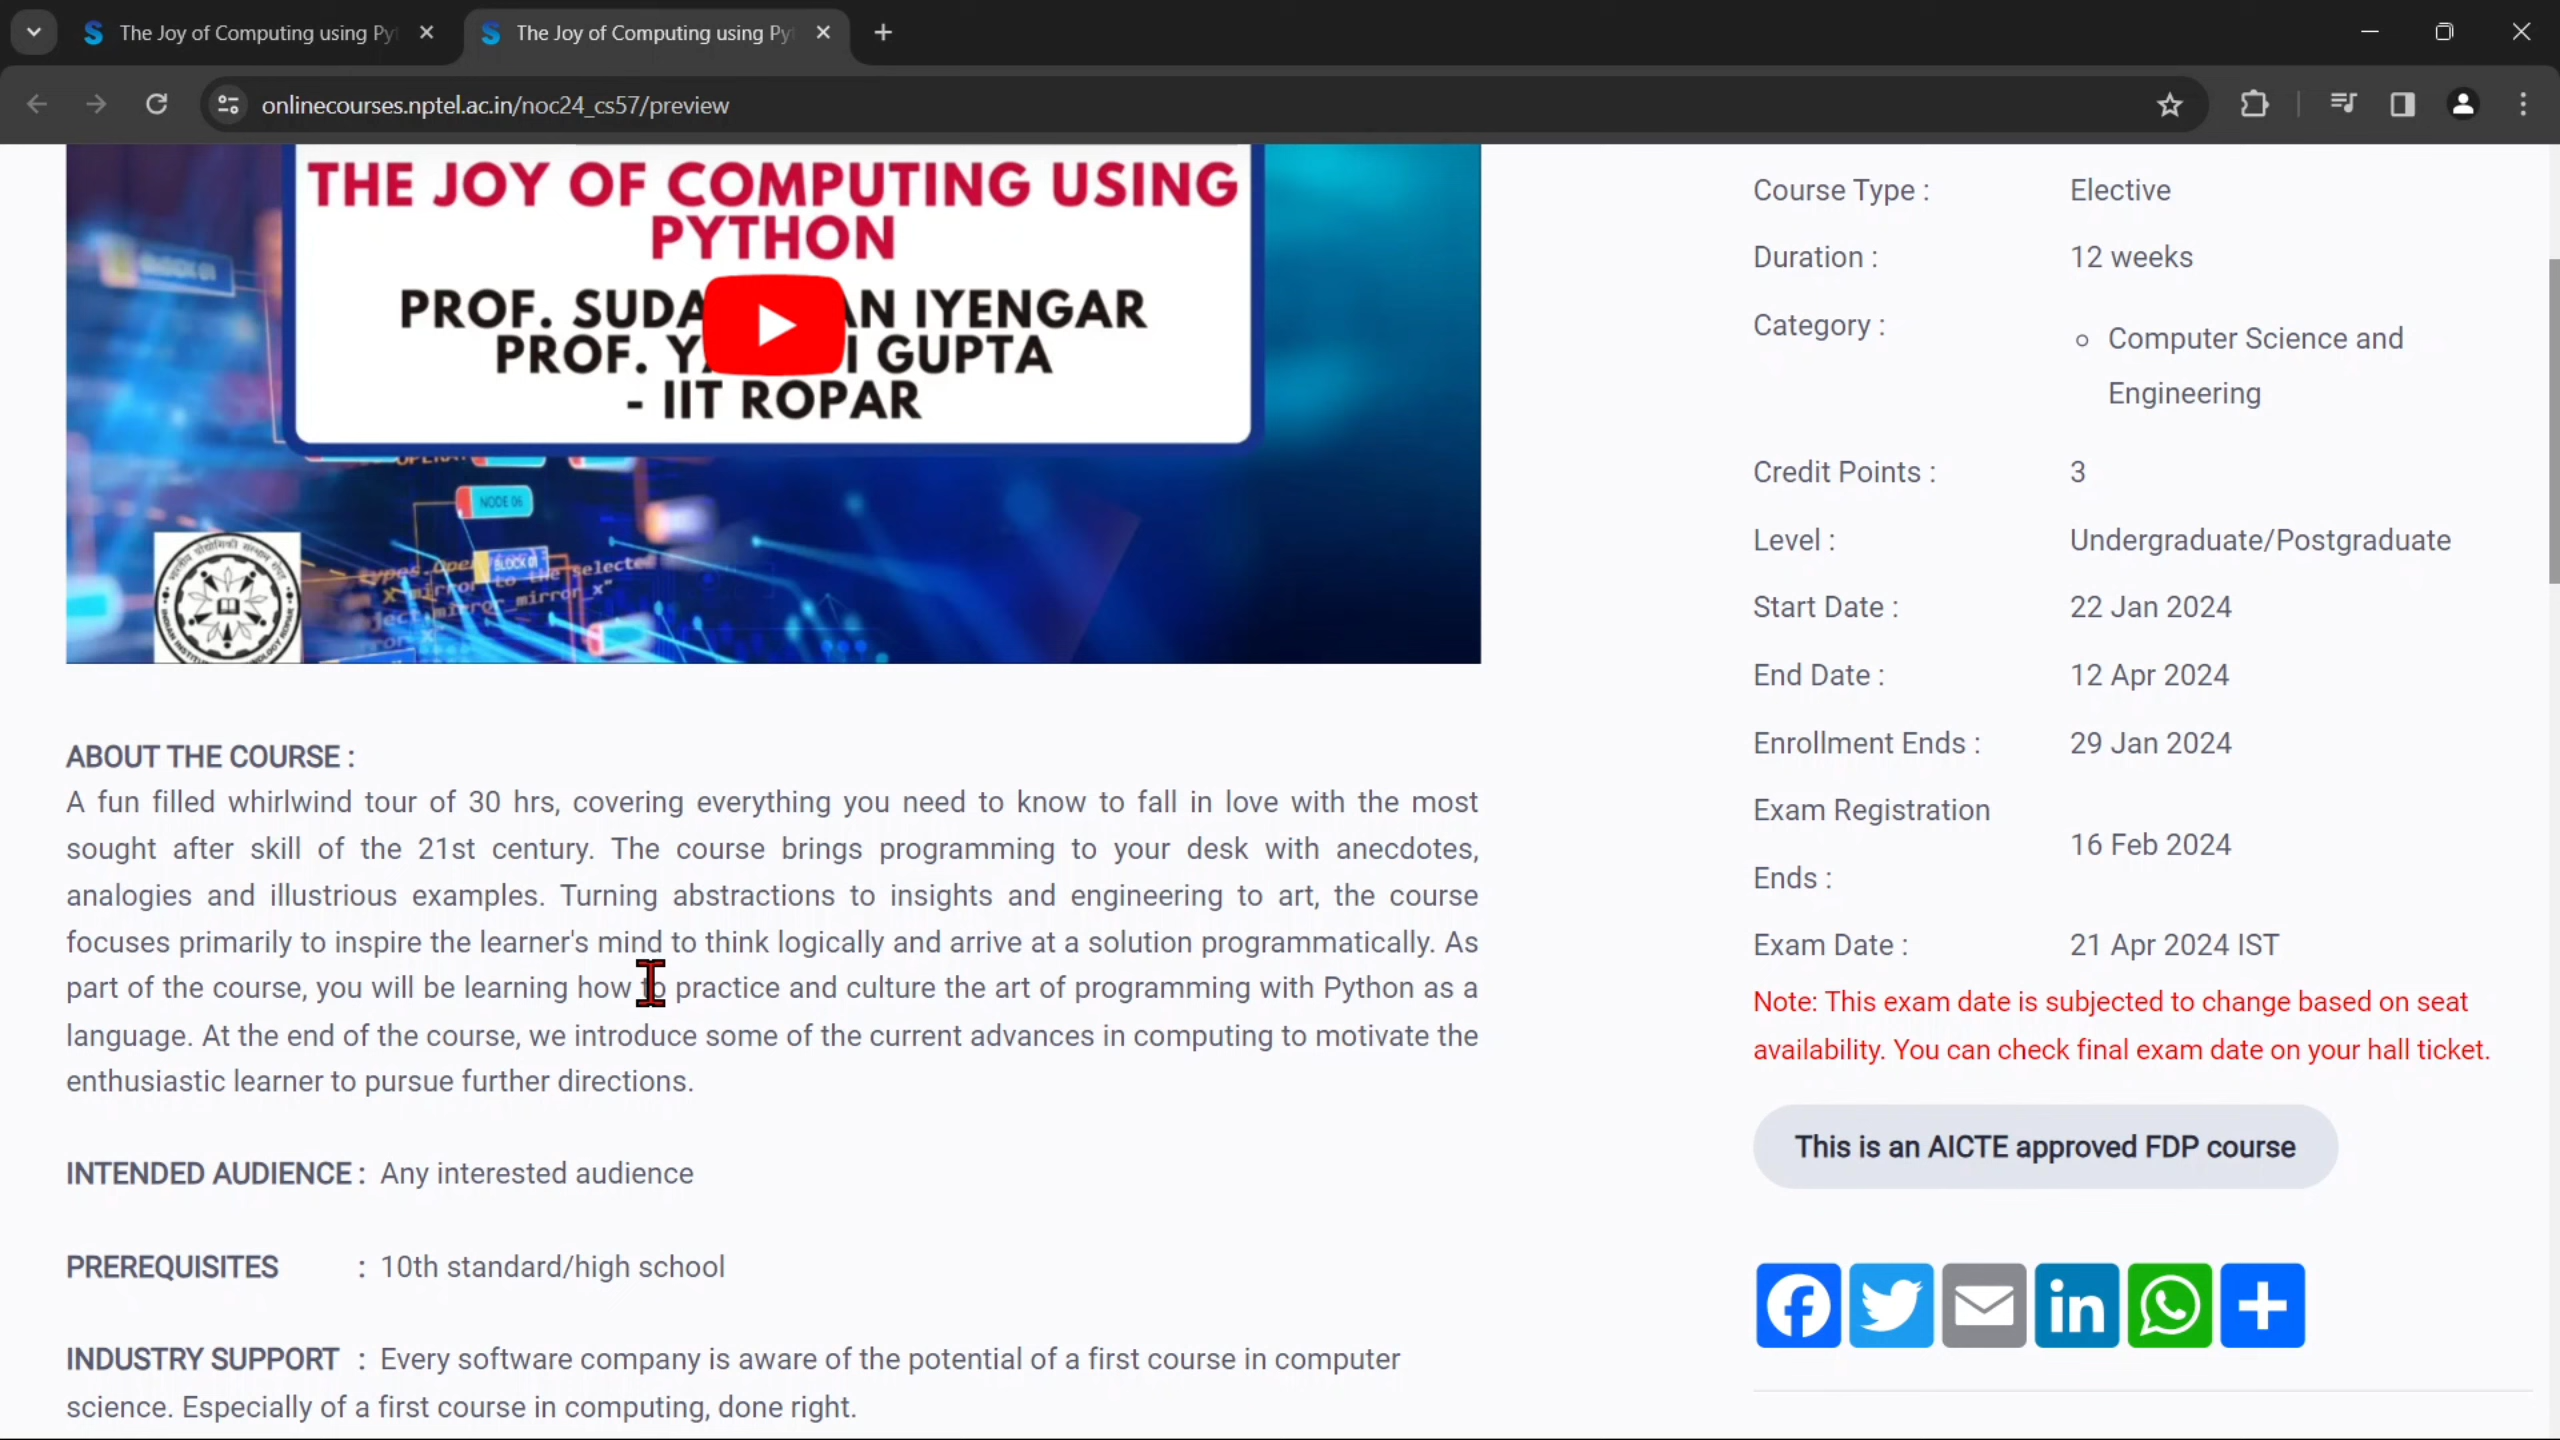 The Joy of Computing using Py
The Joy of Computing using Py
onlinecourses.nptel.ac.in/noc24_cs57/preview
THE JOY OF COMPUTING USING
PYTHON
PROF. SUDA AN IYENGAR
PROF. Y I GUPTA
- IIT ROPAR
NODE 06
BLOCK 01
types.Oper
to the selected
mirror_mirror_x"
ABOUT THE COURSE :
A fun filled whirlwind tour of 30 hrs, covering everything you need to know to fall in love with the most
sought after skill of the 21st century. The course brings programming to your desk with anecdotes,
analogies and illustrious examples. Turning abstractions to insights and engineering to art, the course
focuses primarily to inspire the learner's mind to think logically and arrive at a solution programmatically. As
part of the course, you will be learning how to practice and culture the art of programming with Python as a
language. At the end of the course, we introduce some of the current advances in computing to motivate the
enthusiastic learner to pursue further directions.
INTENDED AUDIENCE : Any interested audience
PREREQUISITES : 10th standard/high school
INDUSTRY SUPPORT : Every software company is aware of the potential of a first course in computer
science. Especially of a first course in computing, done right.
Course Type : Elective
Duration : 12 weeks
Category : Computer Science and
Engineering
Credit Points : 3
Level : Undergraduate/Postgraduate
Start Date : 22 Jan 2024
End Date : 12 Apr 2024
Enrollment Ends : 29 Jan 2024
Exam Registration
Ends : 16 Feb 2024
Exam Date : 21 Apr 2024 IST
Note: This exam date is subjected to change based on seat
availability. You can check final exam date on your hall ticket.
This is an AICTE approved FDP course